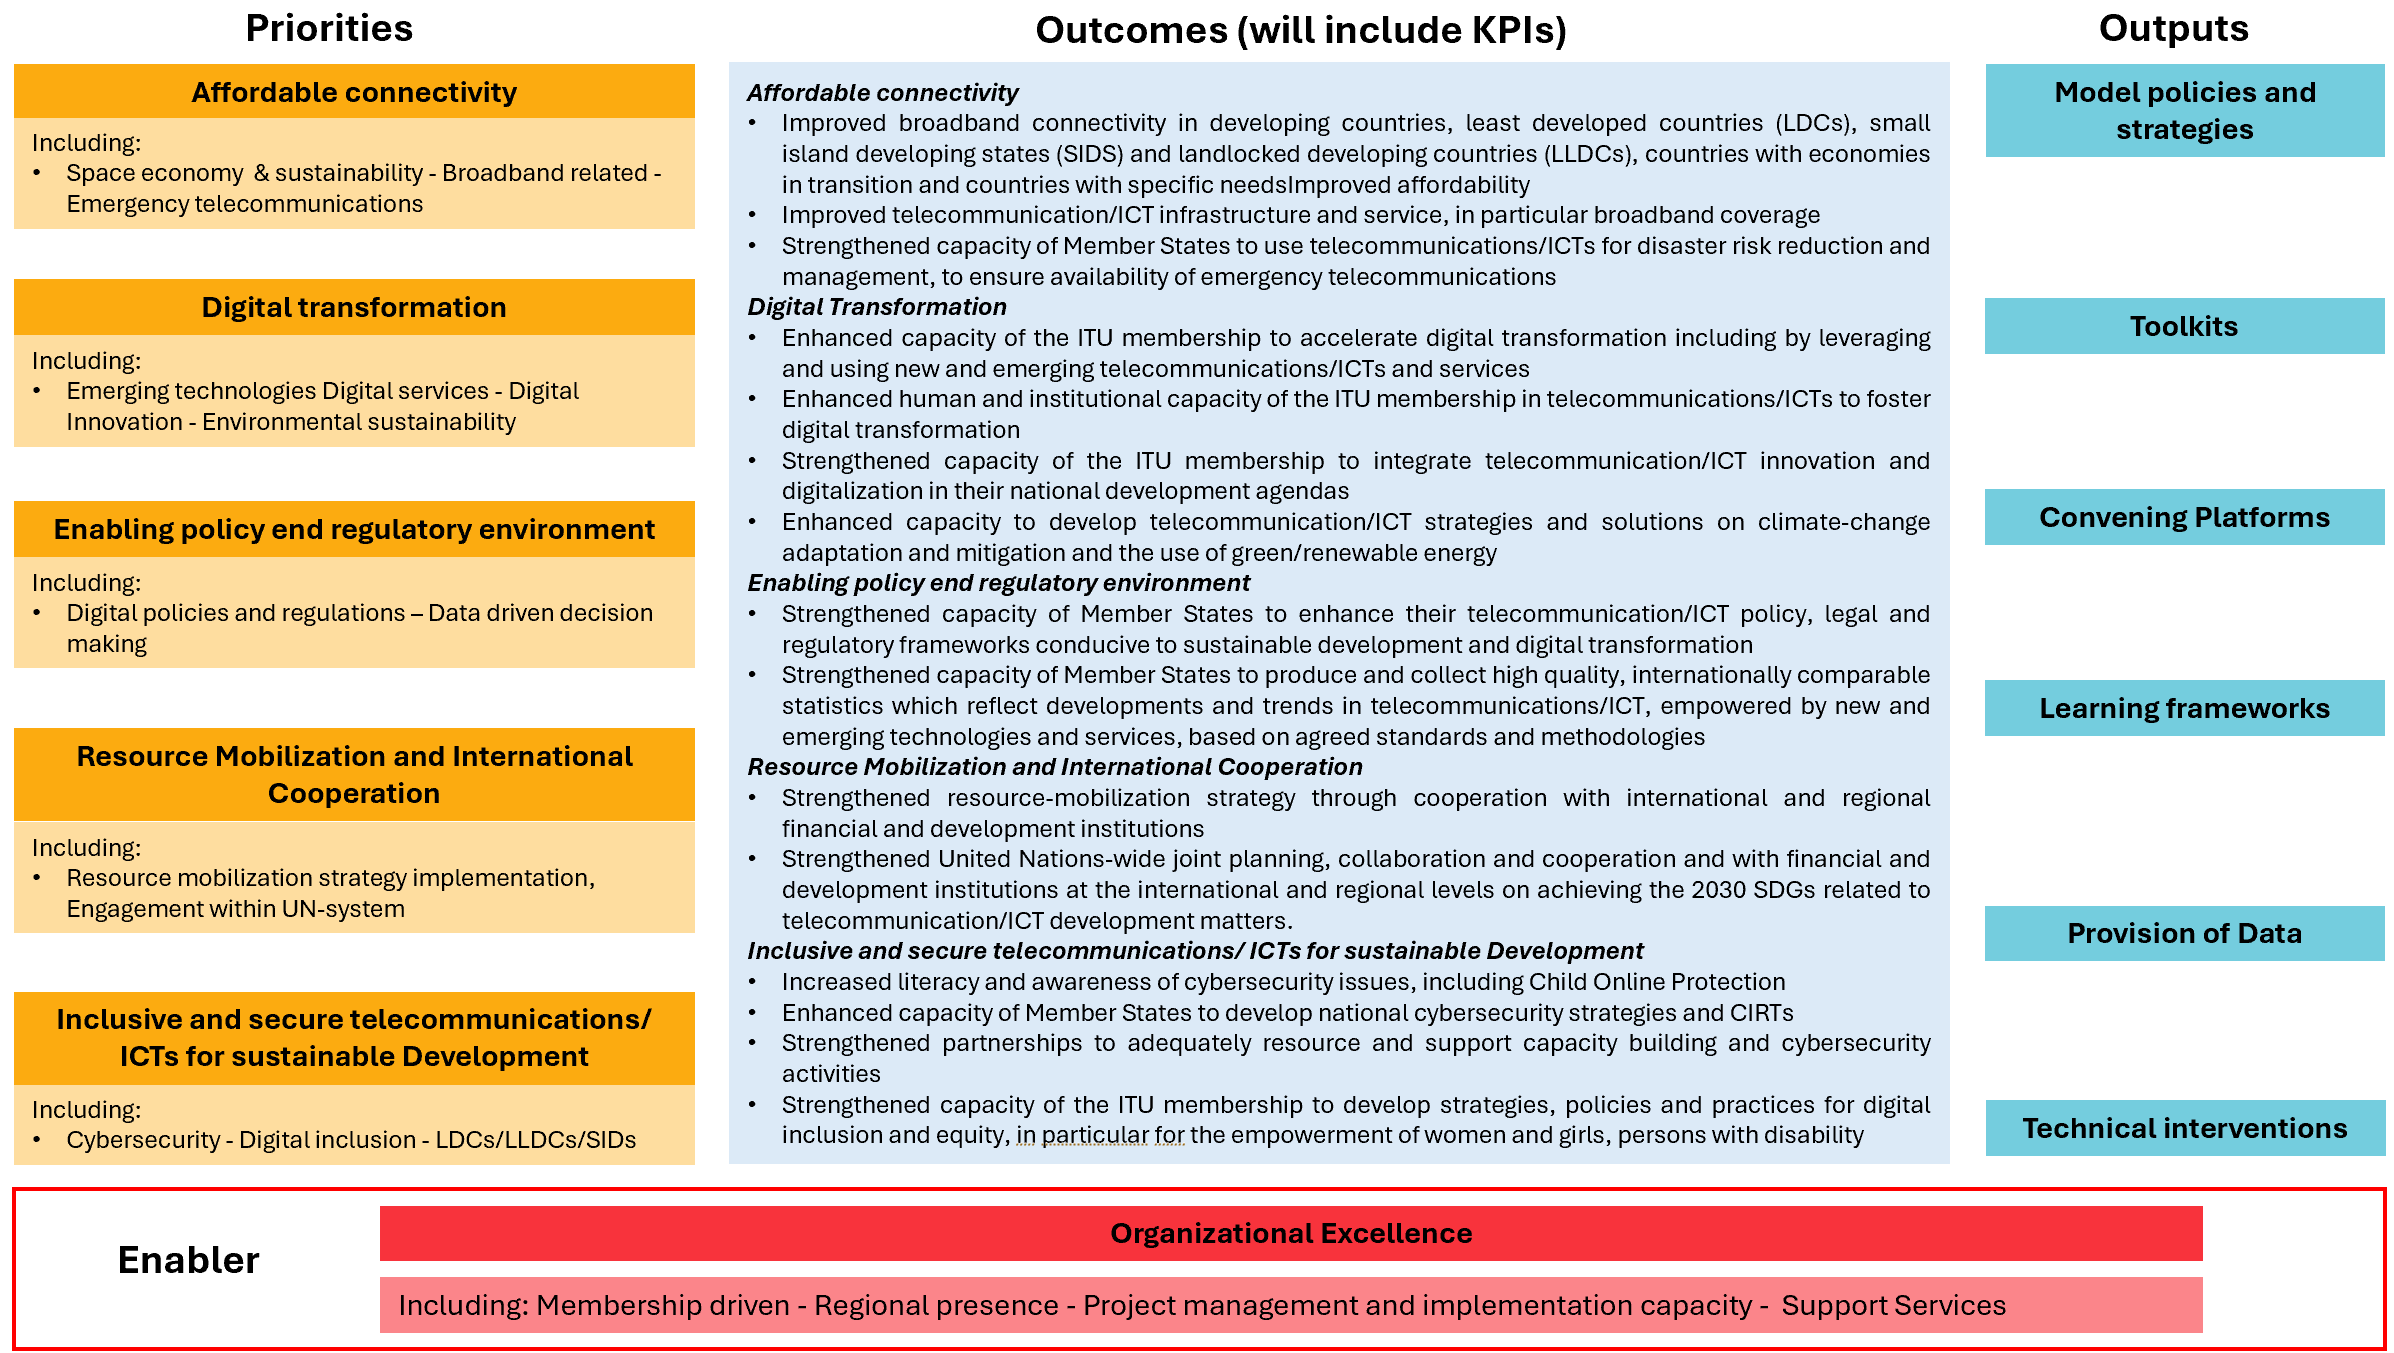 Priorities
Affordable connectivity
Including:
• Space economy  & sustainability - Broadband related -
Emergency telecommunications
Digital transformation
Including:
• Emerging technologies Digital services - Digital
Innovation - Environmental sustainability
Enabling policy end regulatory environment
Including:
• Digital policies and regulations – Data driven decision
making
Resource Mobilization and International
Cooperation
Including:
• Resource mobilization strategy implementation,
Engagement within UN-system
Inclusive and secure telecommunications/
ICTs for sustainable Development
Including:
• Cybersecurity - Digital inclusion - LDCs/LLDCs/SIDs
Outcomes (will include KPIs)
Affordable connectivity
• Improved broadband connectivity in developing countries, least developed countries (LDCs), small
island developing states (SIDS) and landlocked developing countries (LLDCs), countries with economies
in transition and countries with specific needsImproved affordability
• Improved telecommunication/ICT infrastructure and service, in particular broadband coverage
• Strengthened capacity of Member States to use telecommunications/ICTs for disaster risk reduction and
management, to ensure availability of emergency telecommunications
Digital Transformation
• Enhanced capacity of the ITU membership to accelerate digital transformation including by leveraging
and using new and emerging telecommunications/ICTs and services
• Enhanced human and institutional capacity of the ITU membership in telecommunications/ICTs to foster
digital transformation
• Strengthened capacity of the ITU membership to integrate telecommunication/ICT innovation and
digitalization in their national development agendas
• Enhanced capacity to develop telecommunication/ICT strategies and solutions on climate-change
adaptation and mitigation and the use of green/renewable energy
Enabling policy end regulatory environment
• Strengthened capacity of Member States to enhance their telecommunication/ICT policy, legal and
regulatory frameworks conducive to sustainable development and digital transformation
• Strengthened capacity of Member States to produce and collect high quality, internationally comparable
statistics which reflect developments and trends in telecommunications/ICT, empowered by new and
emerging technologies and services, based on agreed standards and methodologies
Resource Mobilization and International Cooperation
• Strengthened resource-mobilization strategy through cooperation with international and regional
financial and development institutions
• Strengthened United Nations-wide joint planning, collaboration and cooperation and with financial and
development institutions at the international and regional levels on achieving the 2030 SDGs related to
telecommunication/ICT development matters.
Inclusive and secure telecommunications/ ICTs for sustainable Development
• Increased literacy and awareness of cybersecurity issues, including Child Online Protection
• Enhanced capacity of Member States to develop national cybersecurity strategies and CIRTs
• Strengthened partnerships to adequately resource and support capacity building and cybersecurity
activities
• Strengthened capacity of the ITU membership to develop strategies, policies and practices for digital
inclusion and equity, in particular for the empowerment of women and girls, persons with disability
Outputs
Model policies and
strategies
Toolkits
Convening Platforms
Learning frameworks
Provision of Data
Technical interventions
Enabler
Organizational Excellence
Including: Membership driven - Regional presence - Project management and implementation capacity -  Support Services